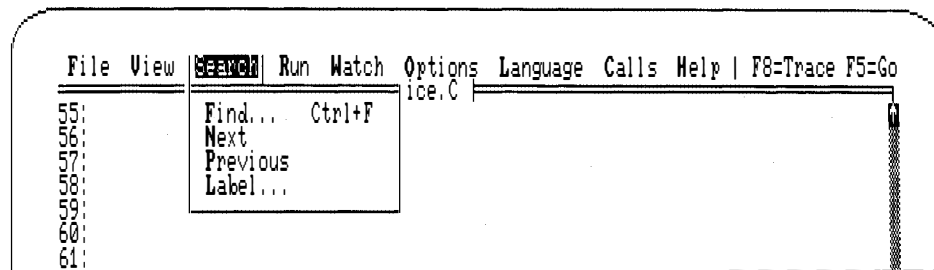 File View Search Run Watch Options Language Calls Help | F8=Trace F5=Go
ice.C
55: Find... Ctrl+F
56: Next
57: Previous
58: Label...
59:
60:
61: